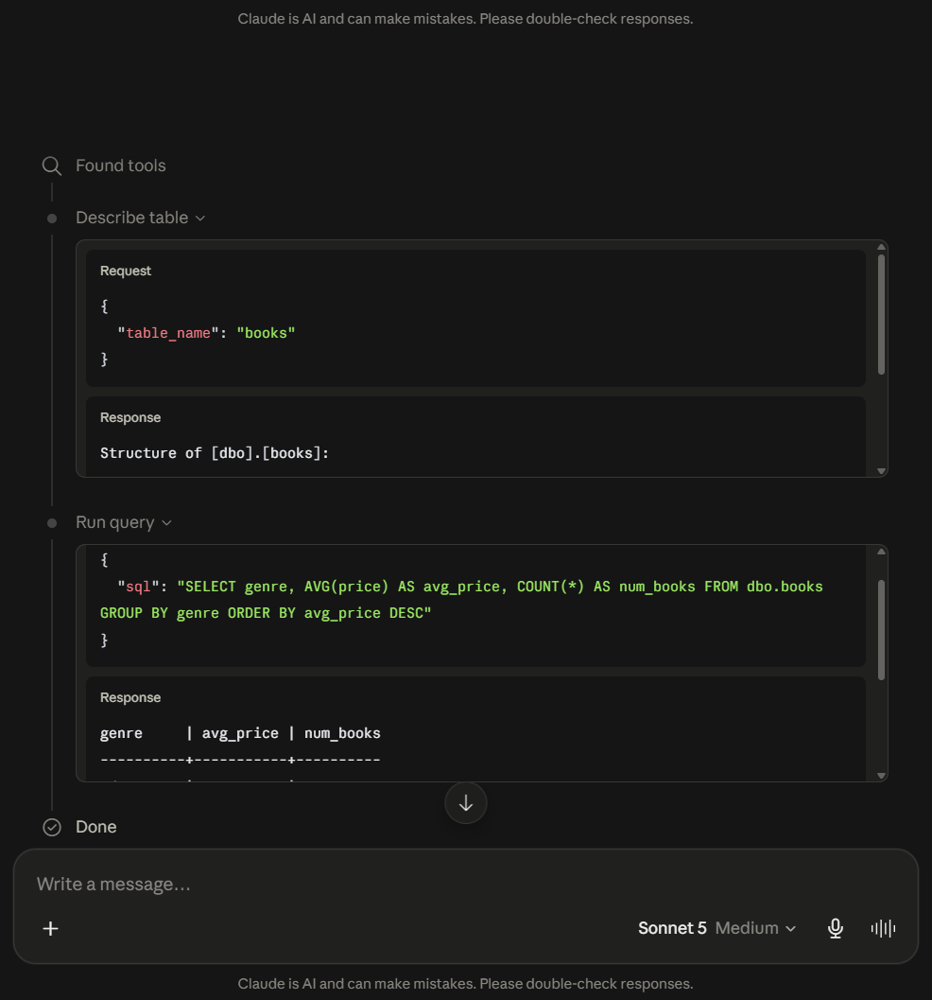 Claude is AI and can make mistakes. Please double-check responses.
Found tools
Describe table
Request
{
"table_name": "books"
}
Response
Structure of [dbo].[books]:
Run query
{
"sql": "SELECT genre, AVG(price) AS avg_price, COUNT(*) AS num_books FROM dbo.books
GROUP BY genre ORDER BY avg_price DESC"
}
Response
genre     | avg_price | num_books
----------+-----------+----------
Done
Write a message...
Sonnet 5 Medium
Claude is AI and can make mistakes. Please double-check responses.